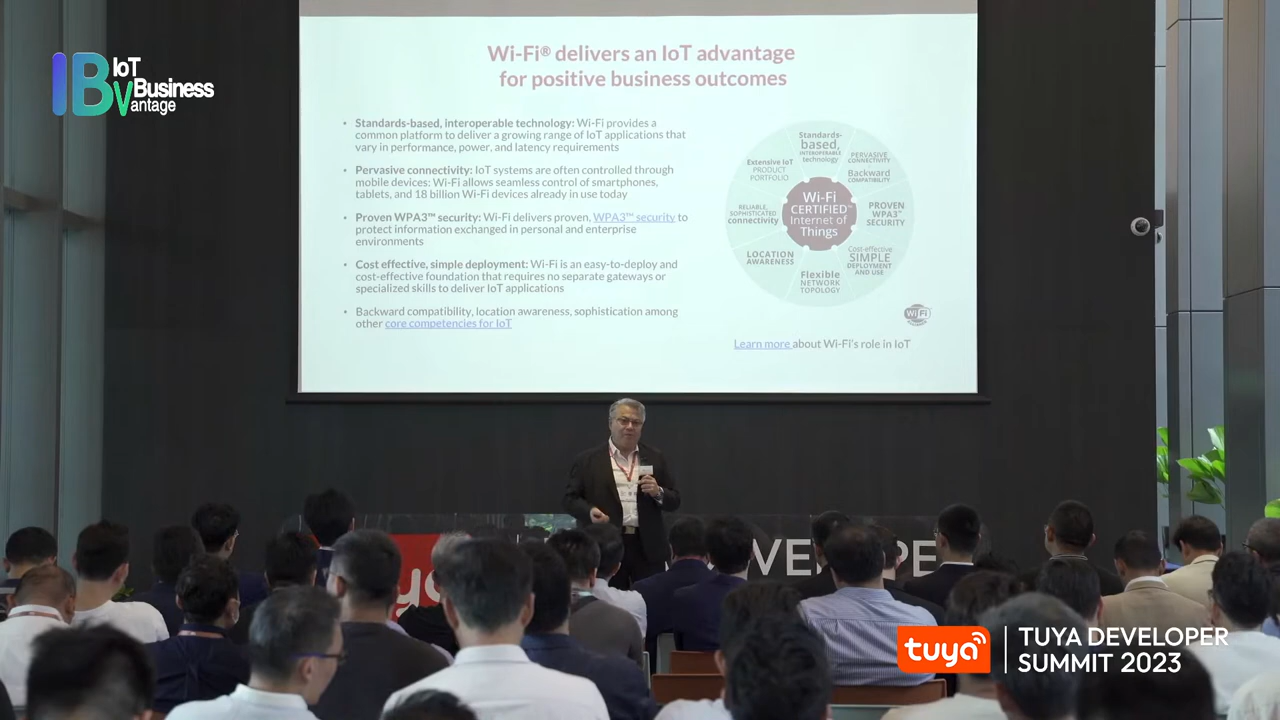 IB IoT
v Business
antage
Wi-Fi® delivers an IoT advantage
for positive business outcomes
• Standards-based, interoperable technology: Wi-Fi provides a
common platform to deliver a growing range of IoT applications that
vary in performance, power, and latency requirements
• Pervasive connectivity: IoT systems are often controlled through
mobile devices: Wi-Fi allows seamless control of smartphones,
tablets, and 18 billion Wi-Fi devices already in use today
• Proven WPA3™ security: Wi-Fi delivers proven, WPA3™ security to
protect information exchanged in personal and enterprise
environments
• Cost effective, simple deployment: Wi-Fi is an easy-to-deploy and
cost-effective foundation that requires no separate gateways or
specialized skills to deliver IoT applications
• Backward compatibility, location awareness, sophistication among
other core competencies for IoT
Standards-
based,
INTEROPERABLE
technology
PERVASIVE
CONNECTIVITY
Backward
COMPATIBILITY
PROVEN
WPA3™
SECURITY
Cost-effective
SIMPLE
DEPLOYMENT
AND USE
Flexible
NETWORK
TOPOLOGY
LOCATION
AWARENESS
RELIABLE,
SOPHISTICATED
connectivity
Extensive IoT
PRODUCT
PORTFOLIO
Wi-Fi
CERTIFIED™
Internet of
Things
Wi Fi
Learn more about Wi-Fi's role in IoT
VELOPE
tuya
TUYA DEVELOPER
SUMMIT 2023